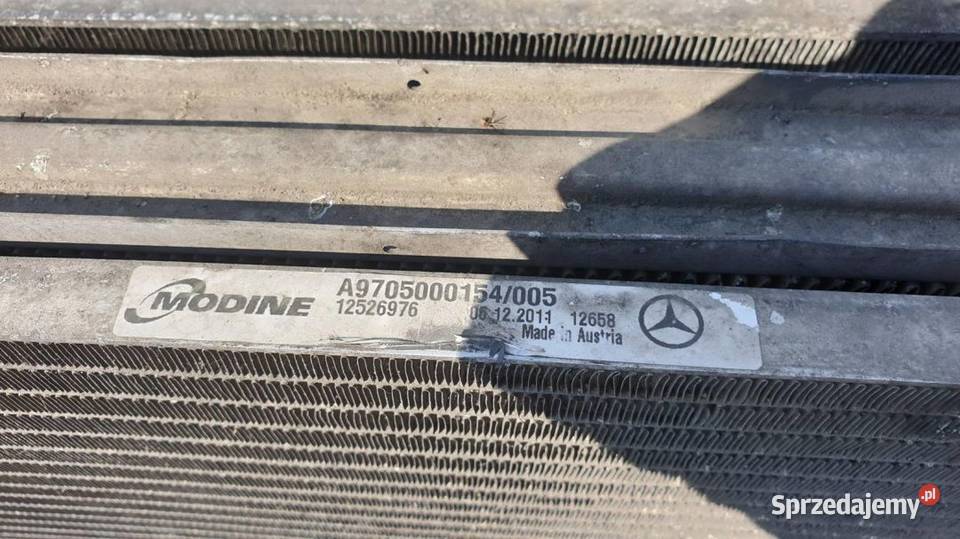 MODINE A9705000154/005
12526976 06.12.2011 12658
Made in Austria
Sprzedajemy.pl